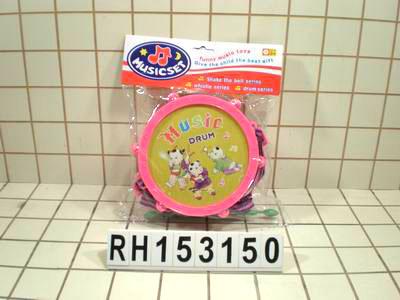 MUSICSET
Funny music toys
Give the child the best gift
Shake the bell series
whistle series
drum series
Music
DRUM
RH153150